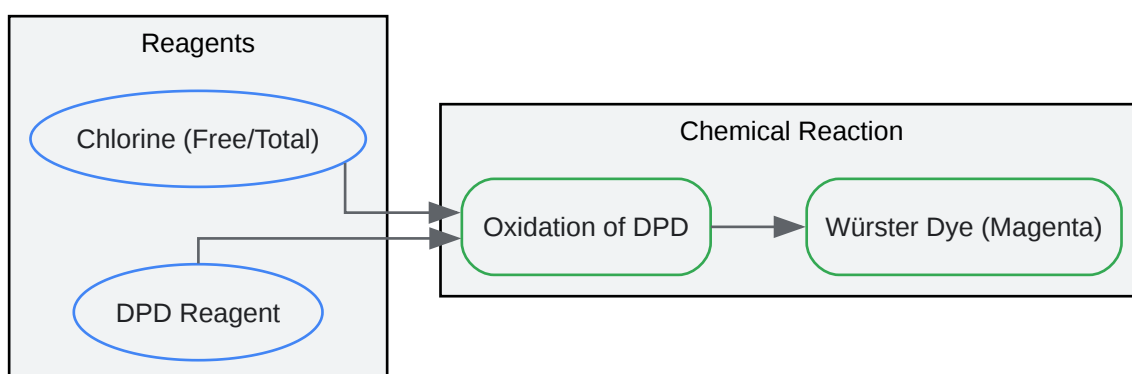 Reagents
Chlorine (Free/Total)
DPD Reagent
Chemical Reaction
Oxidation of DPD
Würster Dye (Magenta)